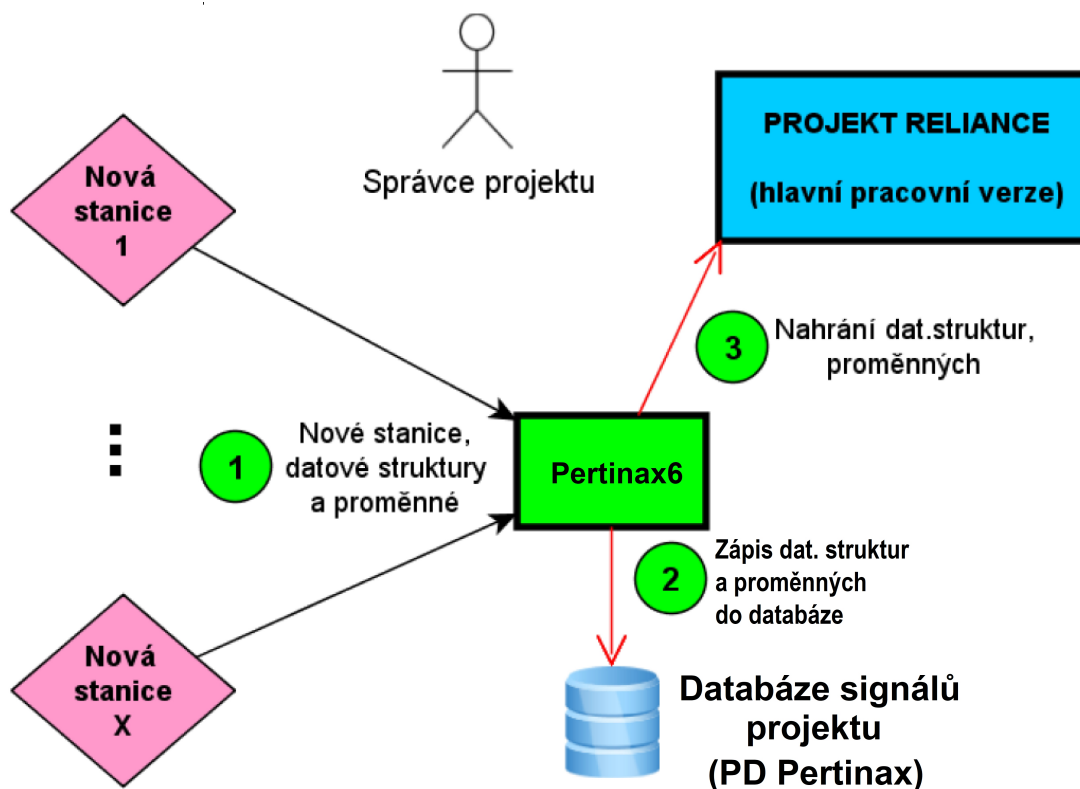 Správce projektu
PROJEKT RELIANCE
(hlavní pracovní verze)
Nová
stanice
1
3
Nahrání dat.struktur,
proměnných
1
Nové stanice,
datové struktury
a proměnné
Pertinax6
2
Zápis dat. struktur
a proměnných
do databáze
Nová
stanice
X
Databáze signálů
projektu
(PD Pertinax)